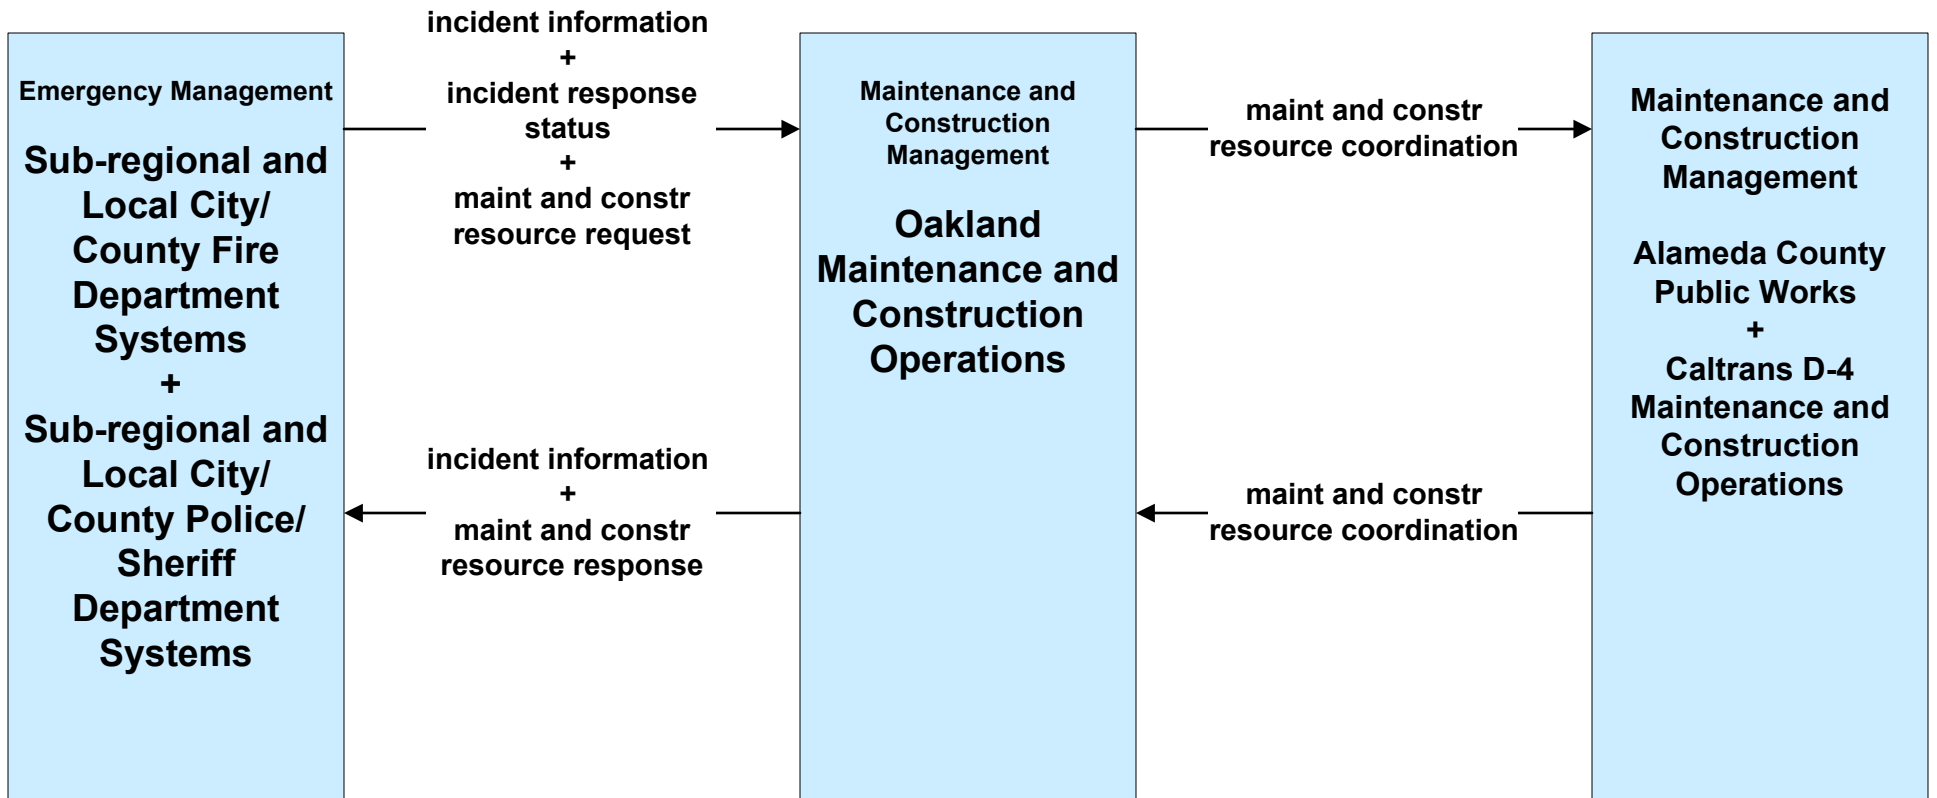 Emergency Management
Sub-regional and
Local City/
County Fire
Department
Systems
+
Sub-regional and
Local City/
County Police/
Sheriff
Department
Systems
incident information
+
incident response
status
+
maint and constr
resource request
incident information
+
maint and constr
resource response
Maintenance and
Construction
Management
Oakland
Maintenance and
Construction
Operations
maint and constr
resource coordination
maint and constr
resource coordination
Maintenance and
Construction
Management
Alameda County
Public Works
+
Caltrans D-4
Maintenance and
Construction
Operations